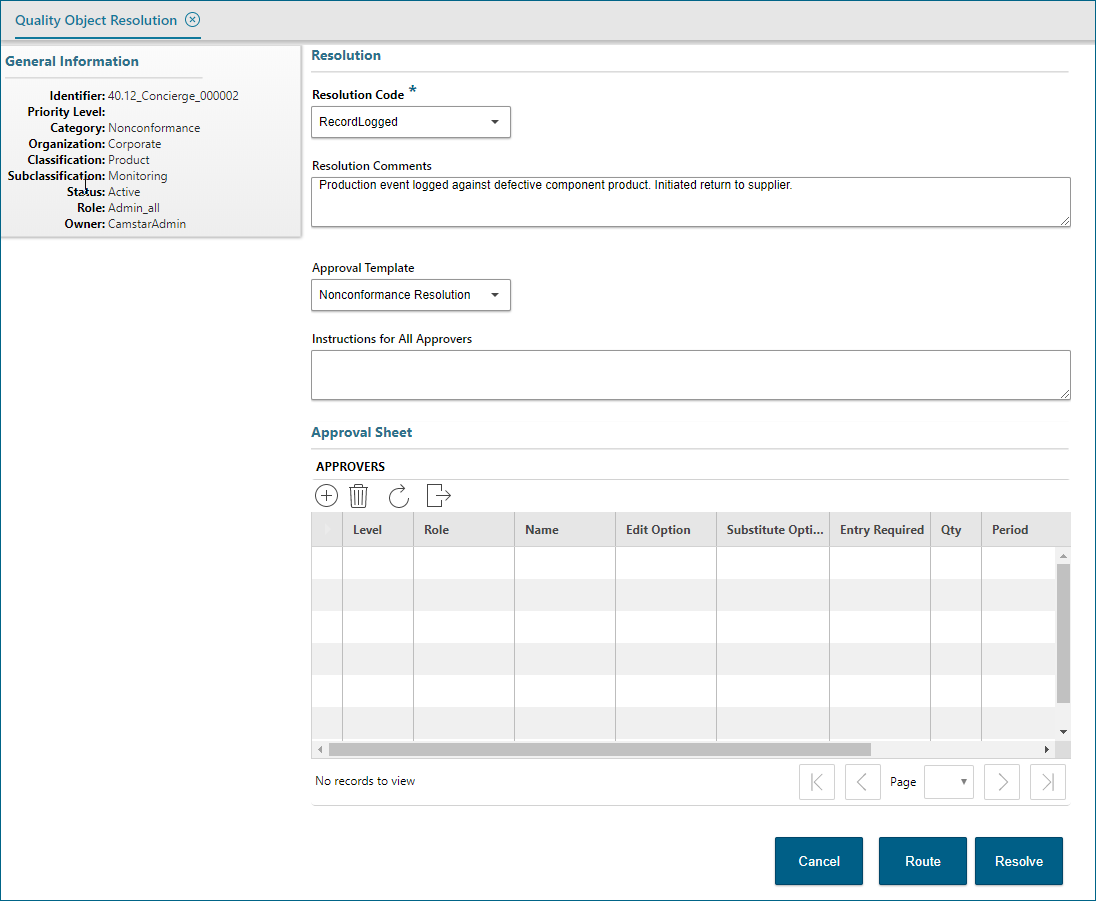 Quality Object Resolution
General Information
Identifier: 40.12_Concierge_000002
Priority Level:
Category: Nonconformance
Organization: Corporate
Classification: Product
Subclassification: Monitoring
Status: Active
Role: Admin_all
Owner: CamstarAdmin
Resolution
Resolution Code *
RecordLogged
Resolution Comments
Production event logged against defective component product. Initiated return to supplier.
Approval Template
Nonconformance Resolution
Instructions for All Approvers
Approval Sheet
APPROVERS
Level Role Name Edit Option Substitute Opti... Entry Required Qty Period
No records to view
Page
Cancel Route Resolve